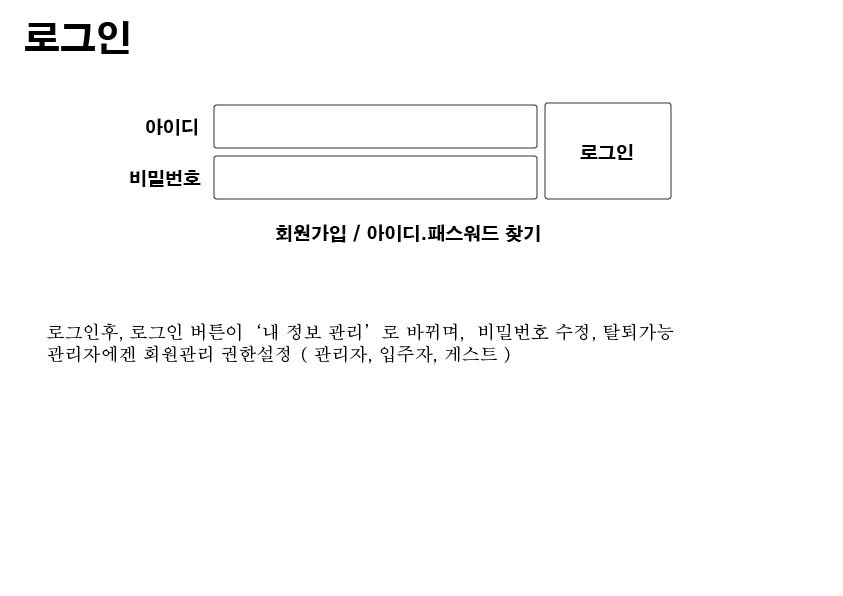 로그인
아이디
비밀번호
로그인
회원가입 / 아이디.패스워드 찾기
로그인후, 로그인 버튼이 ‘내 정보 관리’ 로 바뀌며, 비밀번호 수정, 탈퇴가능
관리자에겐 회원관리 권한설정 ( 관리자, 입주자, 게스트 )